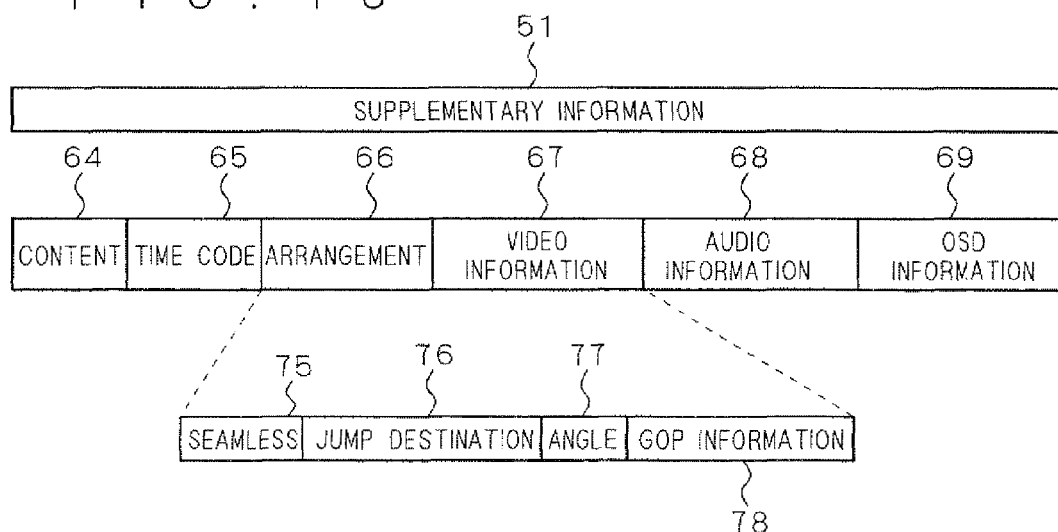 51
SUPPLEMENTARY INFORMATION
64 65 66 67 68 69
CONTENT TIME CODE ARRANGEMENT VIDEO INFORMATION AUDIO INFORMATION OSD INFORMATION
75 76 77
SEAMLESS JUMP DESTINATION ANGLE GOP INFORMATION
78